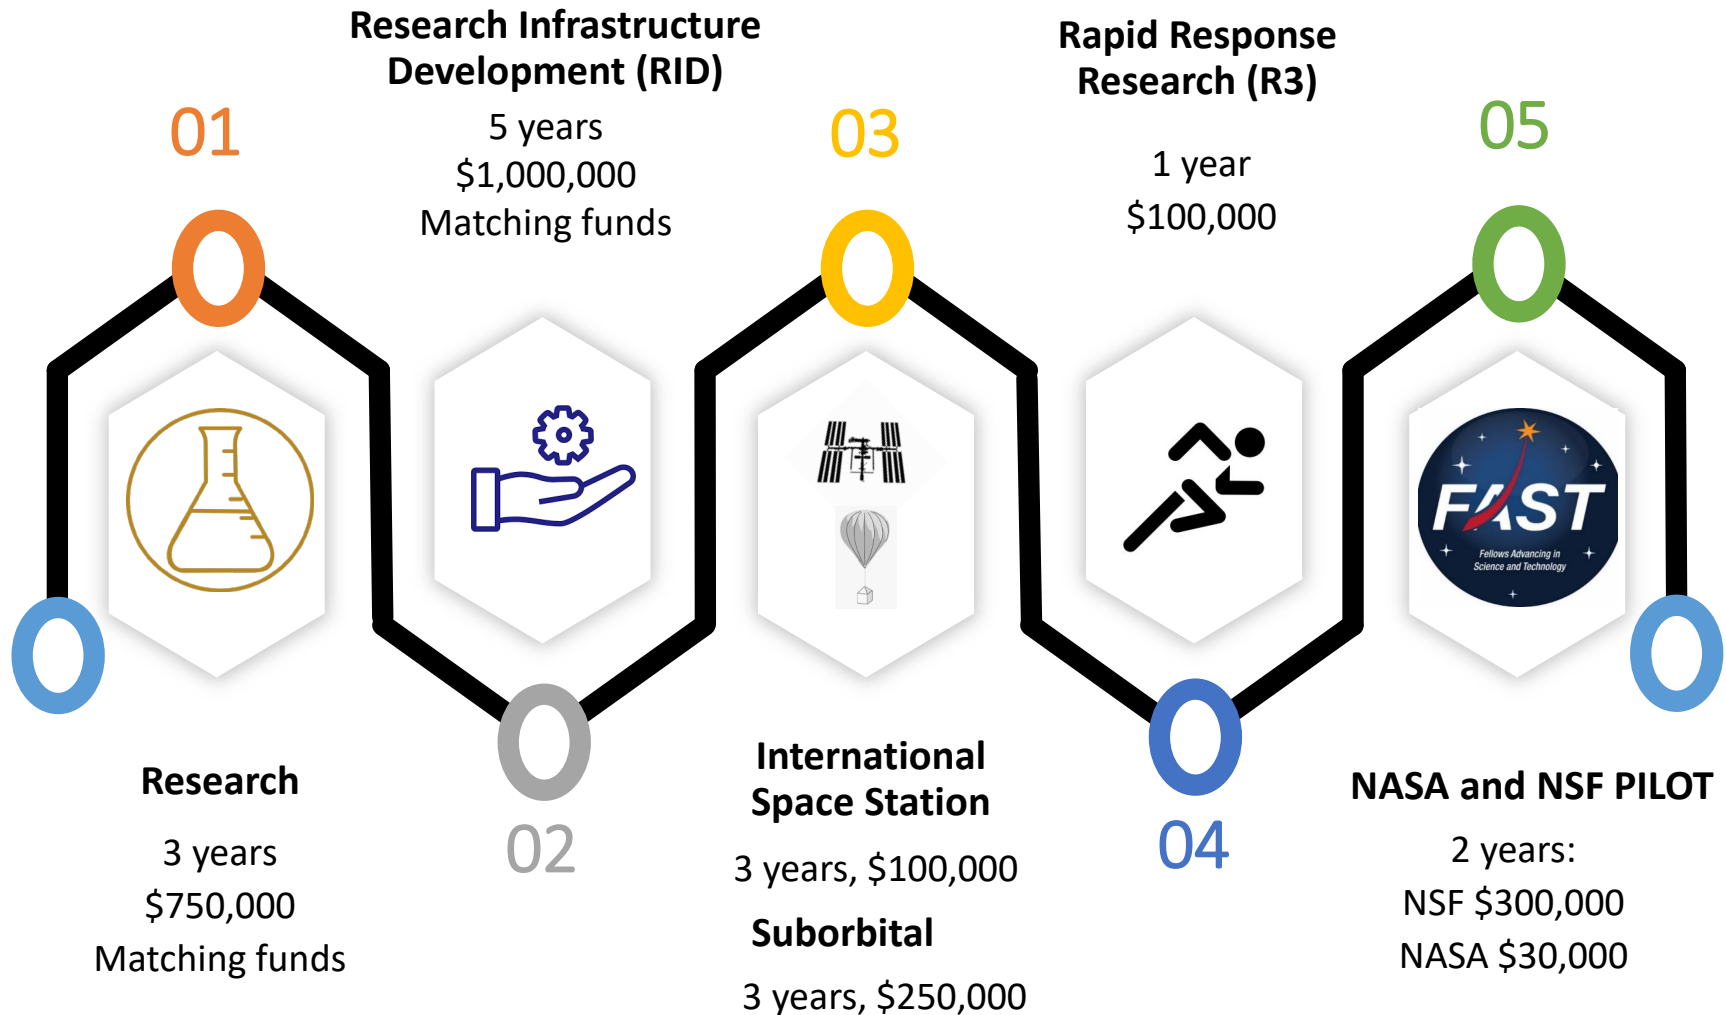 01
Research
3 years
$750,000
Matching funds
Research Infrastructure
Development (RID)
5 years
$1,000,000
Matching funds
02
03
International
Space Station
3 years, $100,000
Suborbital
3 years, $250,000
Rapid Response
Research (R3)
1 year
$100,000
04
05
FAST
Fellows Advancing in
Science and Technology
NASA and NSF PILOT
2 years:
NSF $300,000
NASA $30,000